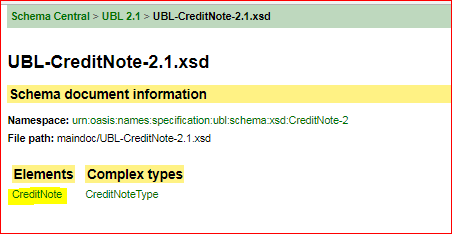 Schema Central > UBL 2.1 > UBL-CreditNote-2.1.xsd
UBL-CreditNote-2.1.xsd
Schema document information
Namespace: urn:oasis:names:specification:ubl:schema:xsd:CreditNote-2
File path: maindoc/UBL-CreditNote-2.1.xsd
Elements Complex types
CreditNote CreditNoteType